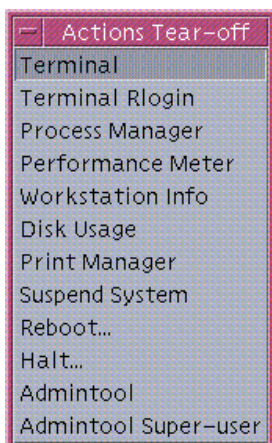 Actions Tear-off
Terminal
Terminal Rlogin
Process Manager
Performance Meter
Workstation Info
Disk Usage
Print Manager
Suspend System
Reboot...
Halt...
Admintool
Admintool Super-user